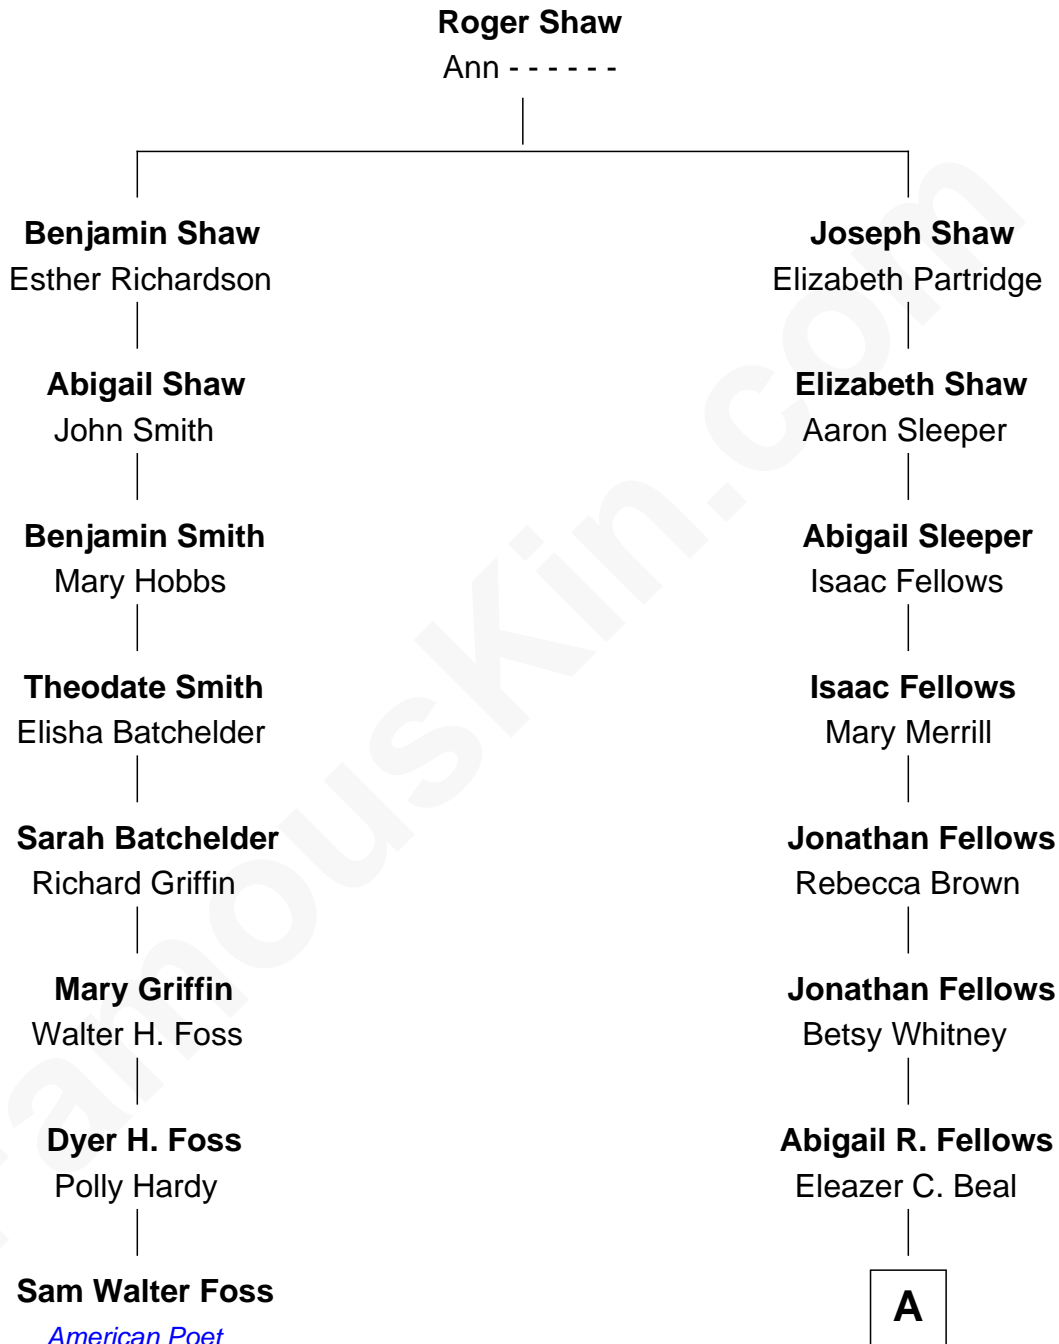 Roger Shaw
Ann - - - - - -
Benjamin Shaw
Esther Richardson
Joseph Shaw
Elizabeth Partridge
Abigail Shaw
John Smith
Elizabeth Shaw
Aaron Sleeper
Benjamin Smith
Mary Hobbs
Abigail Sleeper
Isaac Fellows
Theodate Smith
Elisha Batchelder
Isaac Fellows
Mary Merrill
Sarah Batchelder
Richard Griffin
Jonathan Fellows
Rebecca Brown
Mary Griffin
Walter H. Foss
Jonathan Fellows
Betsy Whitney
Dyer H. Foss
Polly Hardy
Abigail R. Fellows
Eleazer C. Beal
Sam Walter Foss
American Poet
A
FamousKin.com